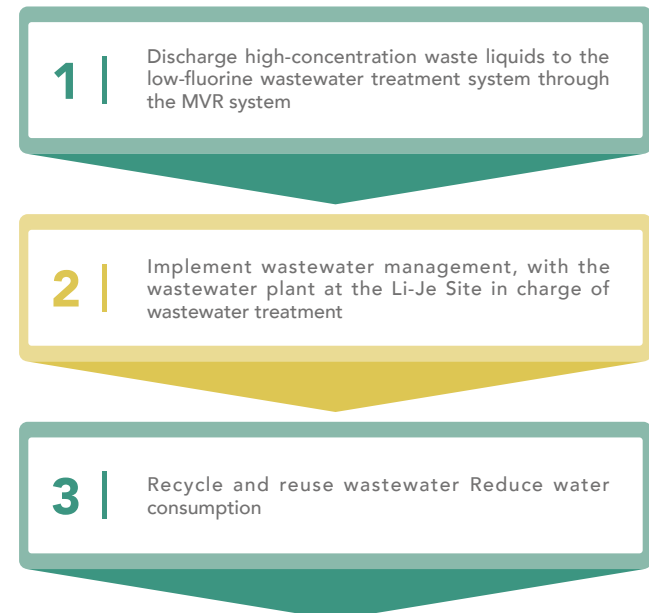 1
Discharge high-concentration waste liquids to the
low-fluorine wastewater treatment system through
the MVR system
2
Implement wastewater management, with the
wastewater plant at the Li-Je Site in charge of
wastewater treatment
3
Recycle and reuse wastewater Reduce water
consumption